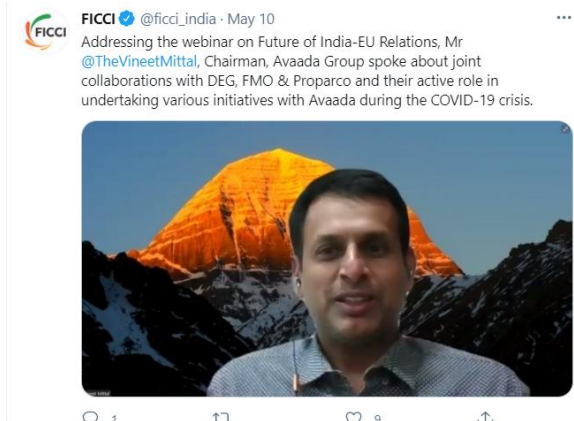 FICCI
FICCI @ficci_india · May 10
Addressing the webinar on Future of India-EU Relations, Mr
@TheVineetMittal, Chairman, Avaada Group spoke about joint
collaborations with DEG, FMO & Proparco and their active role in
undertaking various initiatives with Avaada during the COVID-19 crisis.
1
9